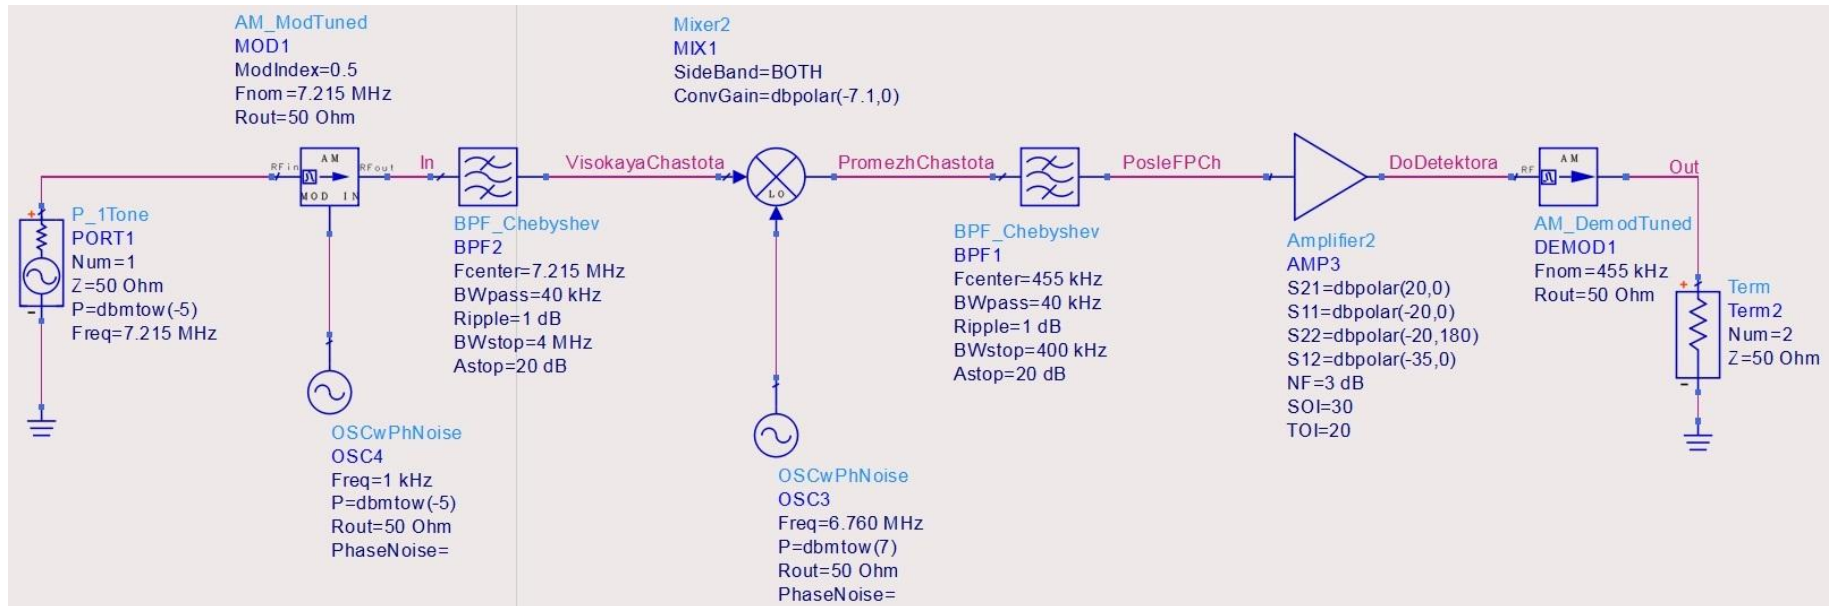 AM_ModTuned
MOD1
ModIndex=0.5
Fnom =7.215 MHz
Rout=50 Ohm
Mixer2
MIX1
SideBand=BOTH
ConvGain=dbpolar(-7.1,0)
RFin
AM
MOD IN
RFout
In
VisokayaChastota
LO
PromezhChastota
PosleFPCh
DoDetektora
RF
AM
Out
+
P_1Tone
PORT1
Num=1
Z=50 Ohm
P=dbmtow(-5)
Freq=7.215 MHz
-
BPF_Chebyshev
BPF2
Fcenter=7.215 MHz
BWpass=40 kHz
Ripple=1 dB
BWstop=4 MHz
Astop=20 dB
BPF_Chebyshev
BPF1
Fcenter=455 kHz
BWpass=40 kHz
Ripple=1 dB
BWstop=400 kHz
Astop=20 dB
Amplifier2
AMP3
S21=dbpolar(20,0)
S11=dbpolar(-20,0)
S22=dbpolar(-20,180)
S12=dbpolar(-35,0)
NF=3 dB
SOI=30
TOI=20
AM_DemodTuned
DEMOD1
Fnom=455 kHz
Rout=50 Ohm
+
Term
Term2
Num=2
Z=50 Ohm
-
OSCwPhNoise
OSC4
Freq=1 kHz
P=dbmtow(-5)
Rout=50 Ohm
PhaseNoise=
OSCwPhNoise
OSC3
Freq=6.760 MHz
P=dbmtow(7)
Rout=50 Ohm
PhaseNoise=